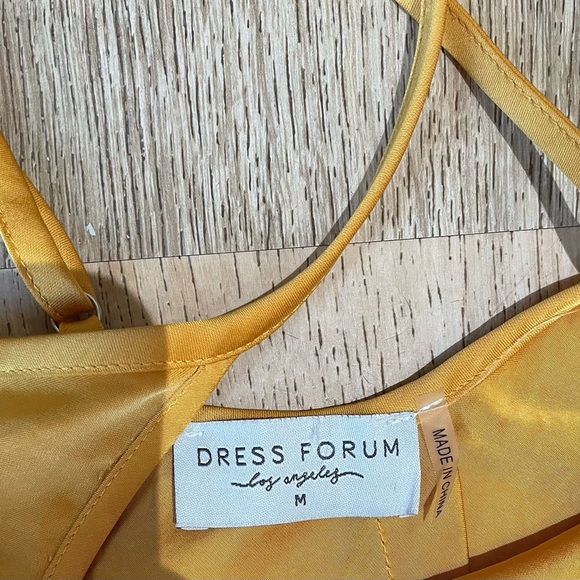 DRESS FORUM
los angeles
M
MADE IN CHINA